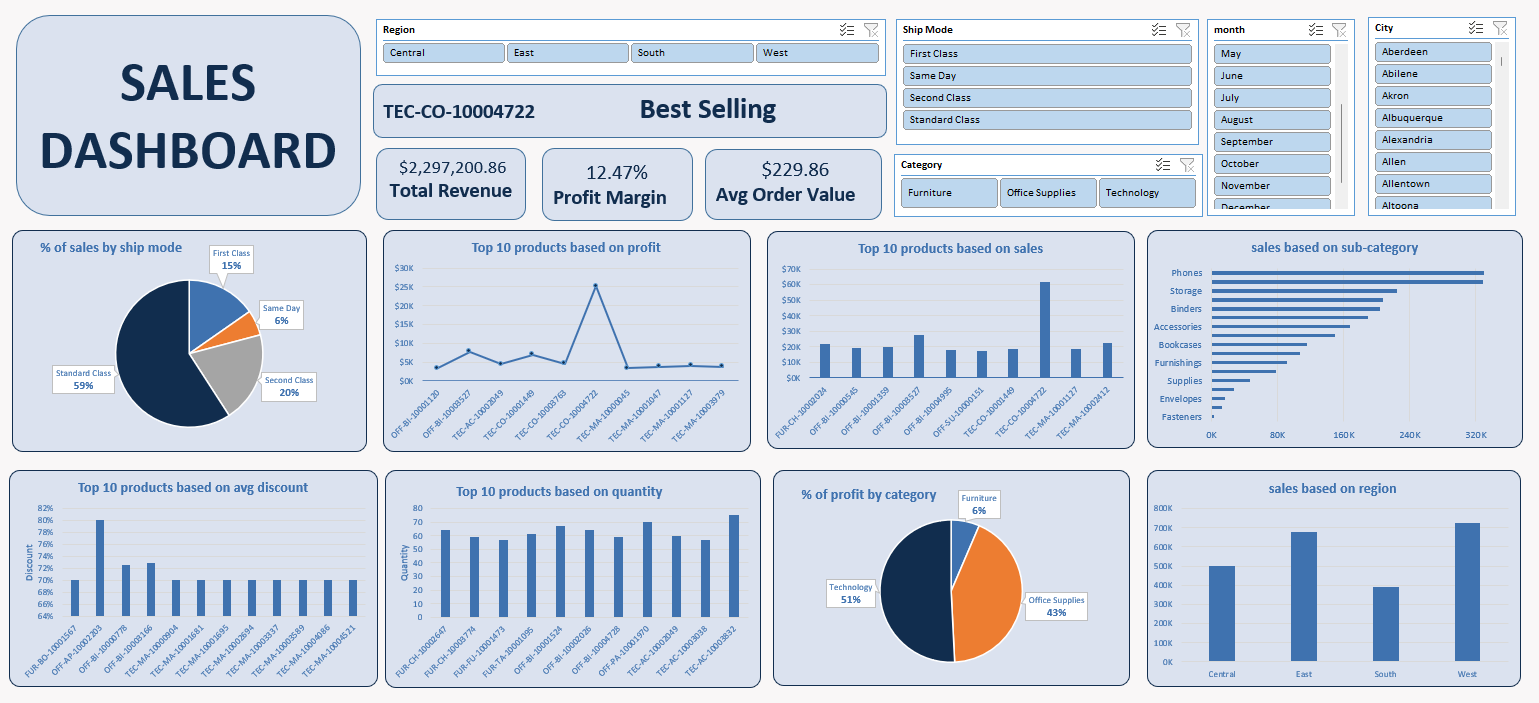 SALES
DASHBOARD
Region
Central
East
South
West
TEC-CO-10004722
Best Selling
$2,297,200.86
Total Revenue
12.47%
Profit Margin
$229.86
Avg Order Value
Ship Mode
First Class
Same Day
Second Class
Standard Class
Category
Furniture
Office Supplies
Technology
month
May
June
July
August
September
October
November
December
City
Aberdeen
Abilene
Akron
Albuquerque
Alexandria
Allen
Allentown
Altoona
% of sales by ship mode
First Class
15%
Same Day
6%
Second Class
20%
Standard Class
59%
Top 10 products based on profit
$30K
$25K
$20K
$15K
$10K
$5K
$0K
OFF-BI-10001120
OFF-BI-10003527
TEC-AC-10002049
TEC-CO-10001449
TEC-CO-10003763
TEC-CO-10004722
TEC-MA-10000045
TEC-MA-10001047
TEC-MA-10001127
TEC-MA-10003979
Top 10 products based on sales
$70K
$60K
$50K
$40K
$30K
$20K
$10K
$0K
FUR-CH-10002024
OFF-BI-10000545
OFF-BI-10001359
OFF-BI-10003527
OFF-BI-10004995
OFF-SU-10000151
TEC-CO-10001449
TEC-CO-10004722
TEC-MA-10001127
TEC-MA-10002412
sales based on sub-category
Phones
Storage
Binders
Accessories
Bookcases
Furnishings
Supplies
Envelopes
Fasteners
0K
80K
160K
240K
320K
Top 10 products based on avg discount
Discount
82%
80%
78%
76%
74%
72%
70%
68%
66%
64%
FUR-BO-10001567
OFF-AP-10002203
OFF-BI-10000778
OFF-BI-10003166
TEC-MA-10000904
TEC-MA-10001681
TEC-MA-10001695
TEC-MA-10002694
TEC-MA-10003337
TEC-MA-10003589
TEC-MA-10004086
TEC-MA-10004521
Top 10 products based on quantity
Quantity
80
70
60
50
40
30
20
10
0
FUR-CH-10002647
FUR-CH-10003774
FUR-FU-10001473
FUR-TA-10001095
OFF-BI-10001524
OFF-BI-10002026
OFF-BI-10004728
OFF-PA-10001970
TEC-AC-10002049
TEC-AC-10003038
TEC-AC-10003832
% of profit by category
Furniture
6%
Technology
51%
Office Supplies
43%
sales based on region
800K
700K
600K
500K
400K
300K
200K
100K
0K
Central
East
South
West